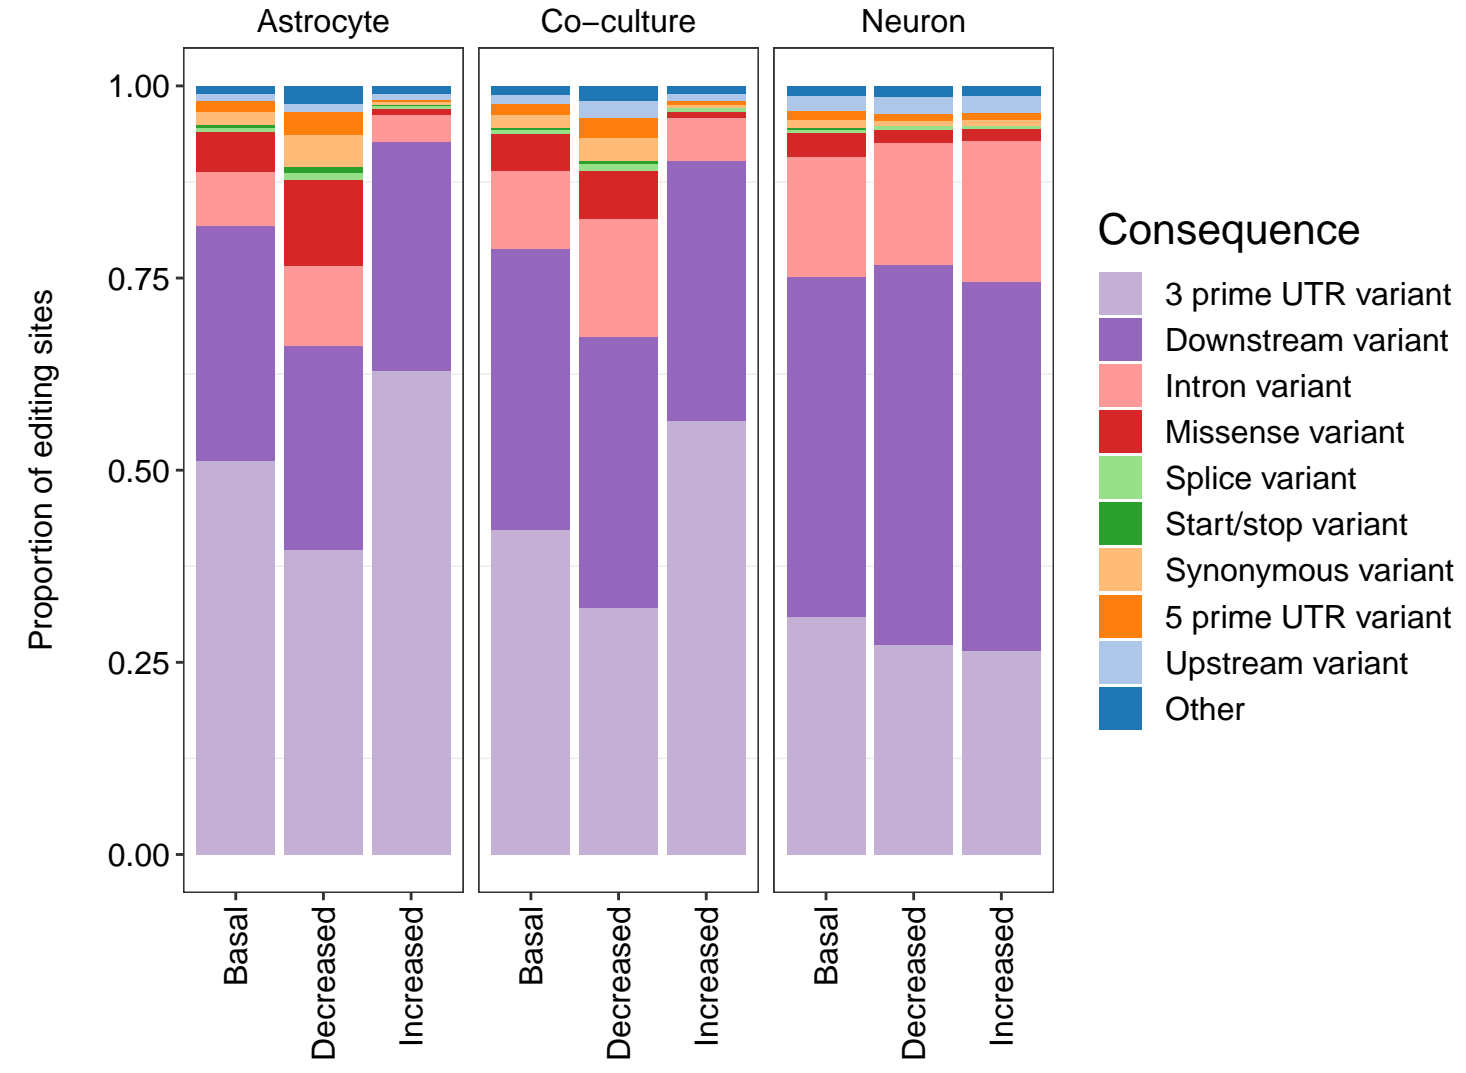 Astrocyte
Co−culture
Neuron
Proportion of editing sites
1.00
0.75
0.50
0.25
0.00
Basal
Decreased
Increased
Basal
Decreased
Increased
Basal
Decreased
Increased
Consequence
3 prime UTR variant
Downstream variant
Intron variant
Missense variant
Splice variant
Start/stop variant
Synonymous variant
5 prime UTR variant
Upstream variant
Other